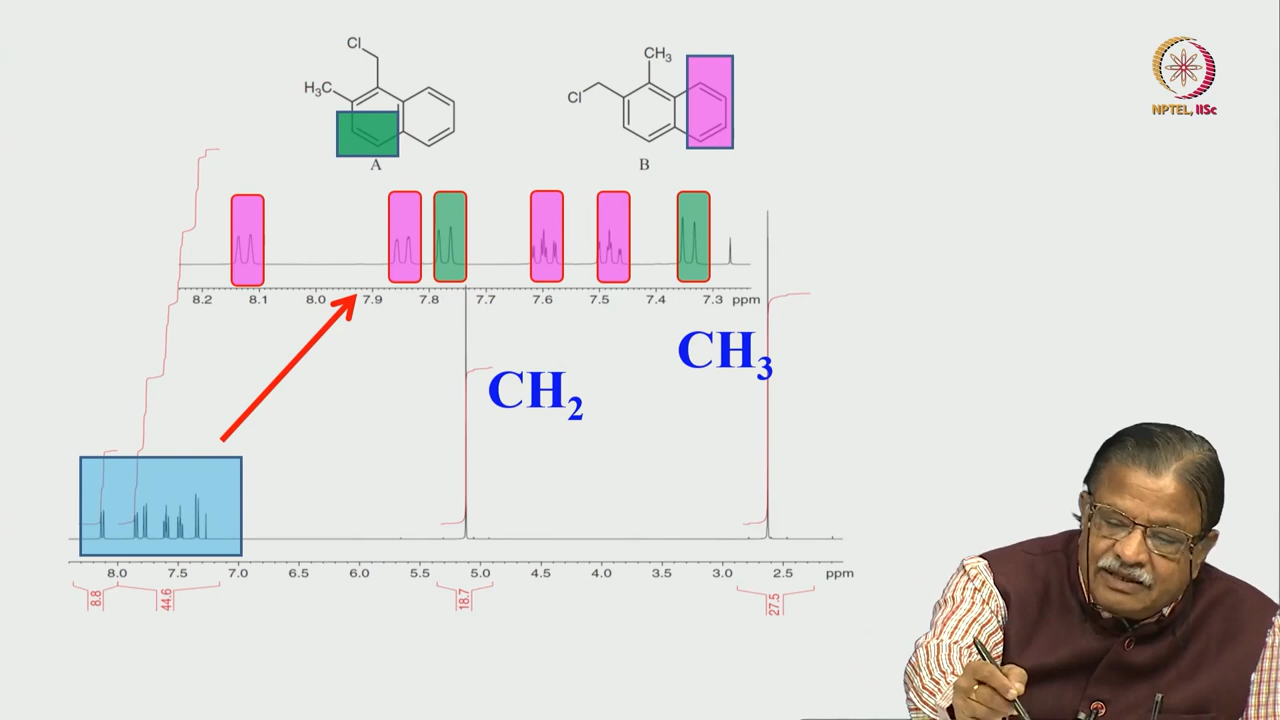 Cl
H₃C
A
CH₃
Cl
B
NPTEL, IISc
8.2 8.1 8.0 7.9 7.8 7.7 7.6 7.5 7.4 7.3 ppm
CH₃
CH₂
8.0 7.5 7.0 6.5 6.0 5.5 5.0 4.5 4.0 3.5 3.0 2.5 ppm
8.8 44.6 18.7 27.5